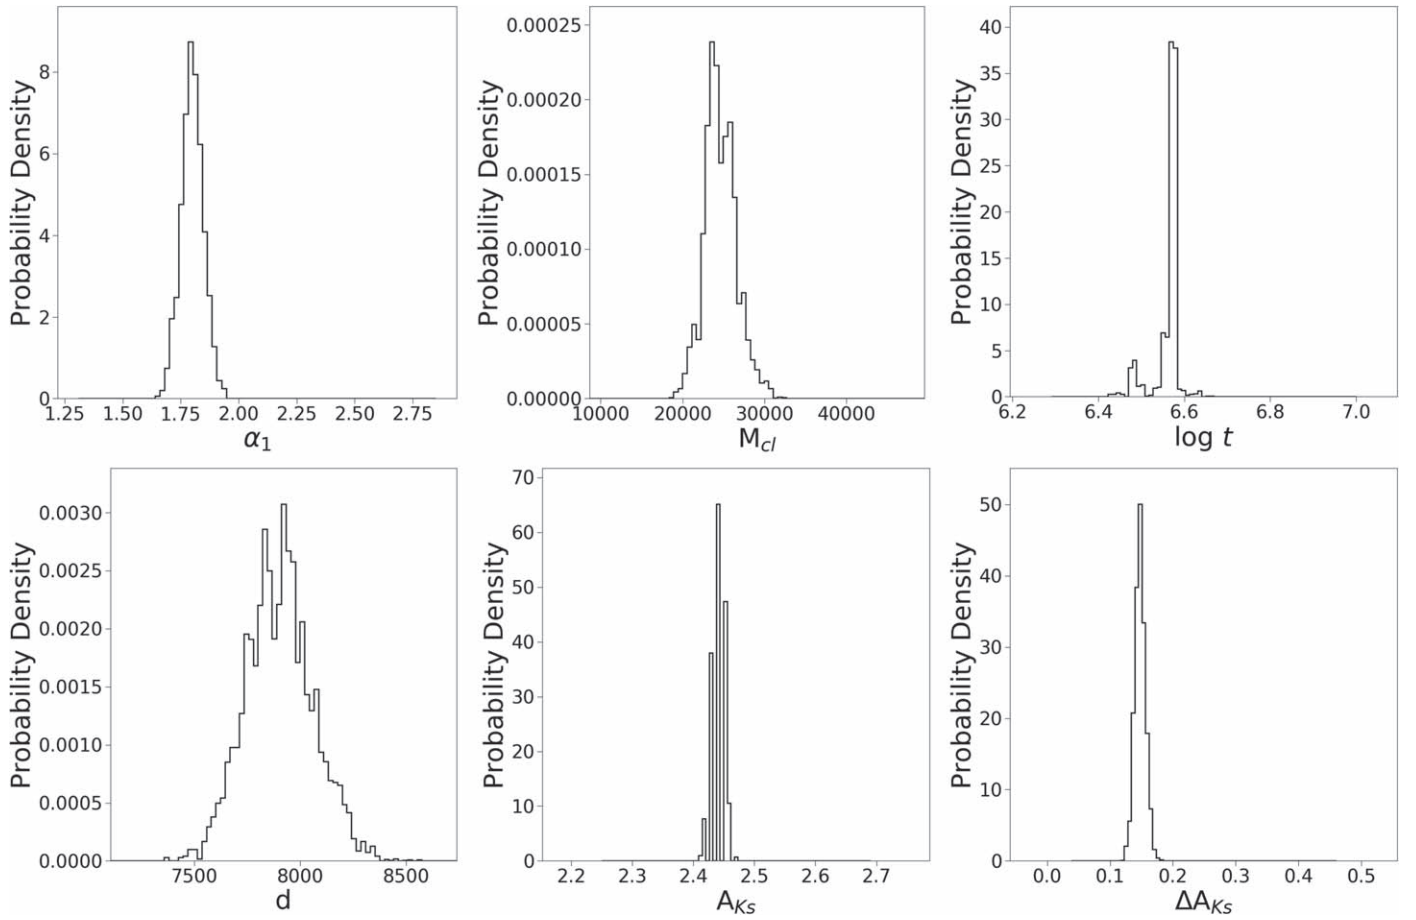 Probability Density
8
6
4
2
0
1.25 1.50 1.75 2.00 2.25 2.50 2.75
α1
Probability Density
0.00025
0.00020
0.00015
0.00010
0.00005
0.00000
10000 20000 30000 40000
Mcl
Probability Density
40
35
30
25
20
15
10
5
0
6.2 6.4 6.6 6.8 7.0
log t
Probability Density
0.0030
0.0025
0.0020
0.0015
0.0010
0.0005
0.0000
7500 8000 8500
d
Probability Density
70
60
50
40
30
20
10
0
2.2 2.3 2.4 2.5 2.6 2.7
AKs
Probability Density
50
40
30
20
10
0
0.0 0.1 0.2 0.3 0.4 0.5
ΔAKs